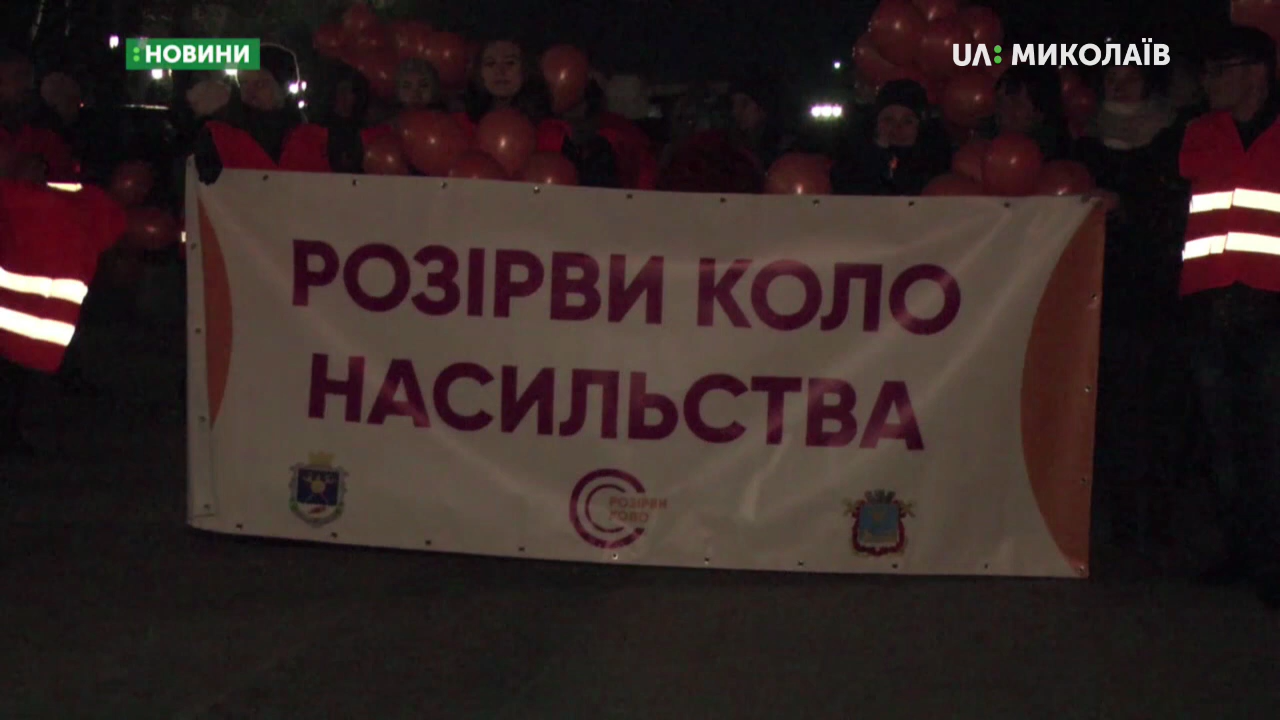 :НОВИНИ
UA: МИКОЛАЇВ
РОЗІРВИ КОЛО
НАСИЛЬСТВА
РОЗІРВИ
КОЛО